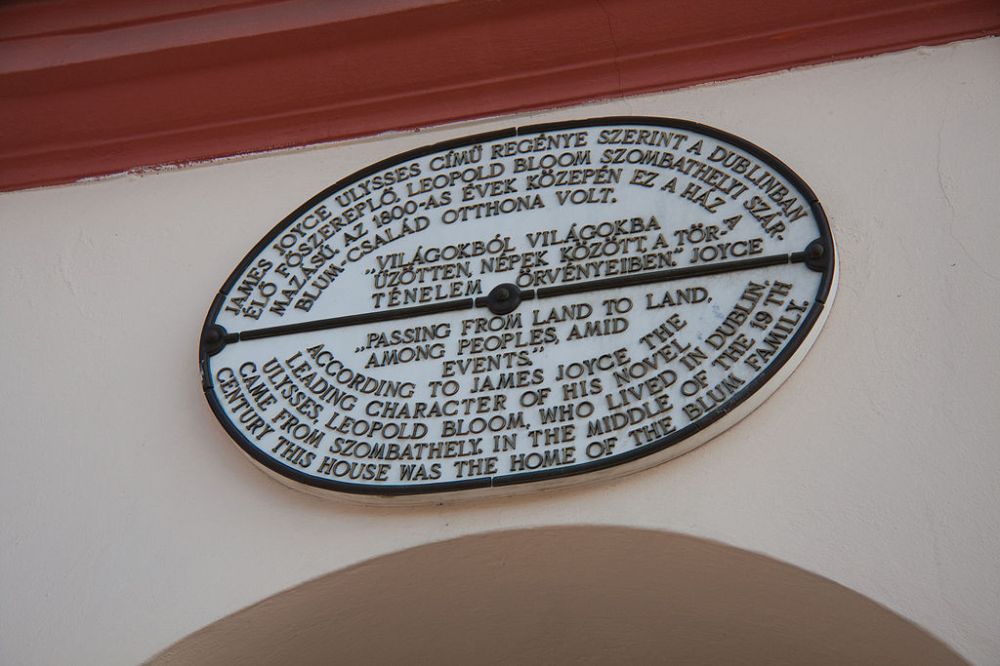 JAMES JOYCE ULYSSES CÍMŰ REGÉNYE SZERINT A DUBLINBAN
ÉLŐ FŐSZEREPLŐ, LEOPOLD BLOOM SZOMBATHELYI SZÁR-
MAZÁSÚ. AZ 1800-AS ÉVEK KÖZEPÉN EZ A HÁZ A
BLUM-CSALÁD OTTHONA VOLT.
"VILÁGOKBÓL VILÁGOKBA
ŰZÖTTEN, NÉPEK KÖZÖTT, A TÖR-
TÉNELEM ÖRVÉNYEIBEN." JOYCE
„PASSING FROM LAND TO LAND,
AMONG PEOPLES, AMID
EVENTS."
ACCORDING TO JAMES JOYCE, THE
LEADING CHARACTER OF HIS NOVEL
ULYSSES, LEOPOLD BLOOM, WHO LIVED IN DUBLIN,
CAME FROM SZOMBATHELY. IN THE MIDDLE OF THE 19TH
CENTURY THIS HOUSE WAS THE HOME OF THE BLUM FAMILY.